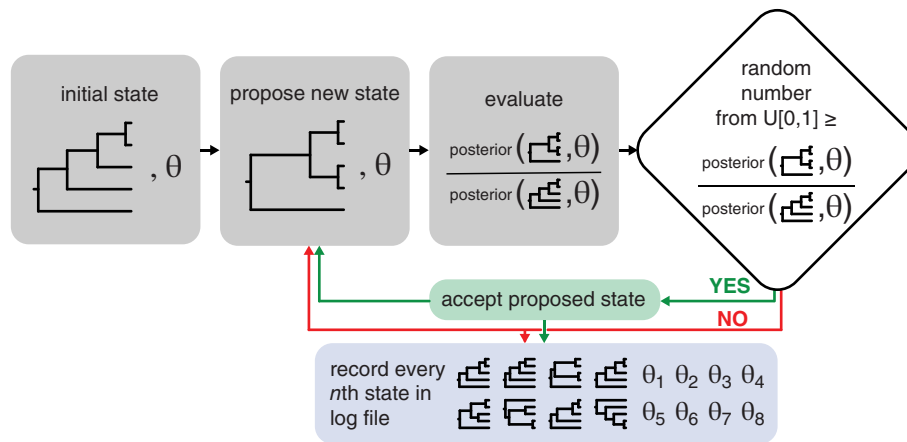 initial state
, θ
propose new state
, θ
evaluate
posterior ( ,θ)
posterior ( ,θ)
random
number
from U[0,1] ≥
posterior ( ,θ)
posterior ( ,θ)
YES
accept proposed state
NO
record every
nth state in
log file
θ1 θ2 θ3 θ4
θ5 θ6 θ7 θ8